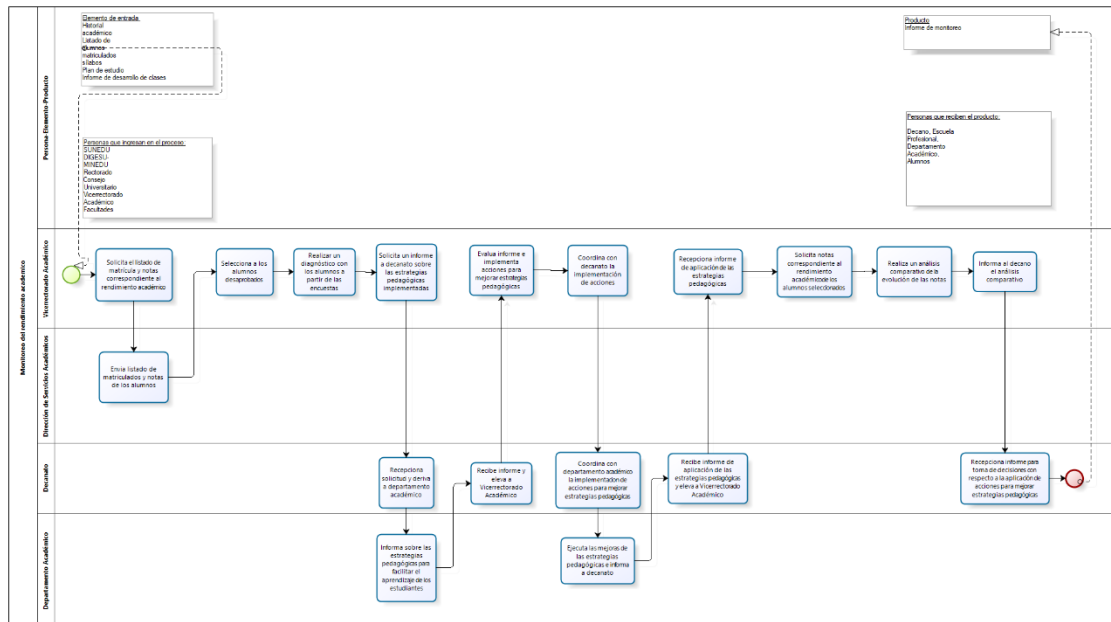 Monitoreo del rendimiento académico
Persona-Elemento-Producto
Elemento de entrada:
Historial
académico
Listado de
alumnos
matriculados
sílabos
Plan de estudio
Informe de desarrollo de clases
Producto
Informe de monitoreo
Personas que ingresan en el proceso:
SUNEDU
DIGESU-
MINEDU
Rectorado
Consejo
Universitario
Vicerrectorado
Académico
Facultades
Personas que reciben el producto:
Decano, Escuela
Profesional,
Departamento
Académico,
Alumnos
Vicerrectorado Académico
Solicita el listado de
matrícula y notas
correspondiente al
rendimiento académico
Selecciona a los
alumnos
desaprobados
Realizar un
diagnóstico con
los alumnos a
partir de las
encuestas
Solicita un informe
a decanato sobre
las estrategias
pedagógicas
implementadas
Evalua informe e
implementa
acciones para
mejorar estrategias
pedagógicas
Coordina con
decanato la
implementación
de acciones
Recepciona informe
de aplicación de las
estrategias
pedagógicas
Solicita notas
correspondiente al
rendimiento
académico de los
alumnos seleccionados
Realiza un análisis
comparativo de la
evolución de las notas
Informa al decano
el análisis
comparativo
Dirección de Servicios Académicos
Envía listado de
matriculados y notas
de los alumnos
Decanato
Recepciona
solicitud y deriva
a departamento
académico
Recibe informe y
eleva a
Vicerrectorado
Académico
Coordina con
departamento académico
la implementacion de
acciones para mejorar
estrategias pedagógicas
Recibe informe de
aplicación de las
estrategias pedagógicas
y eleva a Vicerrectorado
Académico
Recepciona informe para
toma de decisiones con
respecto a la aplicación de
acciones para mejorar
estrategias pedagógicas
Departamento Académico
Informa sobre las
estrategias
pedagógicas para
facilitar el
aprendizaje de los
estudiantes
Ejecuta las mejoras de
las estrategias
pedagógicas e informa
a decanato